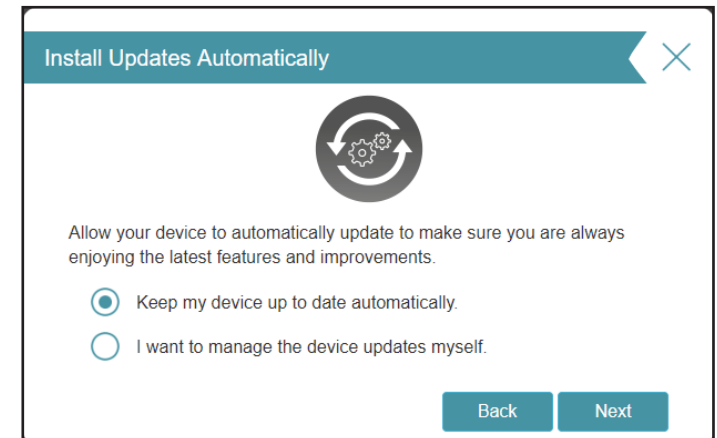 Install Updates Automatically
Allow your device to automatically update to make sure you are always
enjoying the latest features and improvements.
Keep my device up to date automatically.
I want to manage the device updates myself.
Back Next